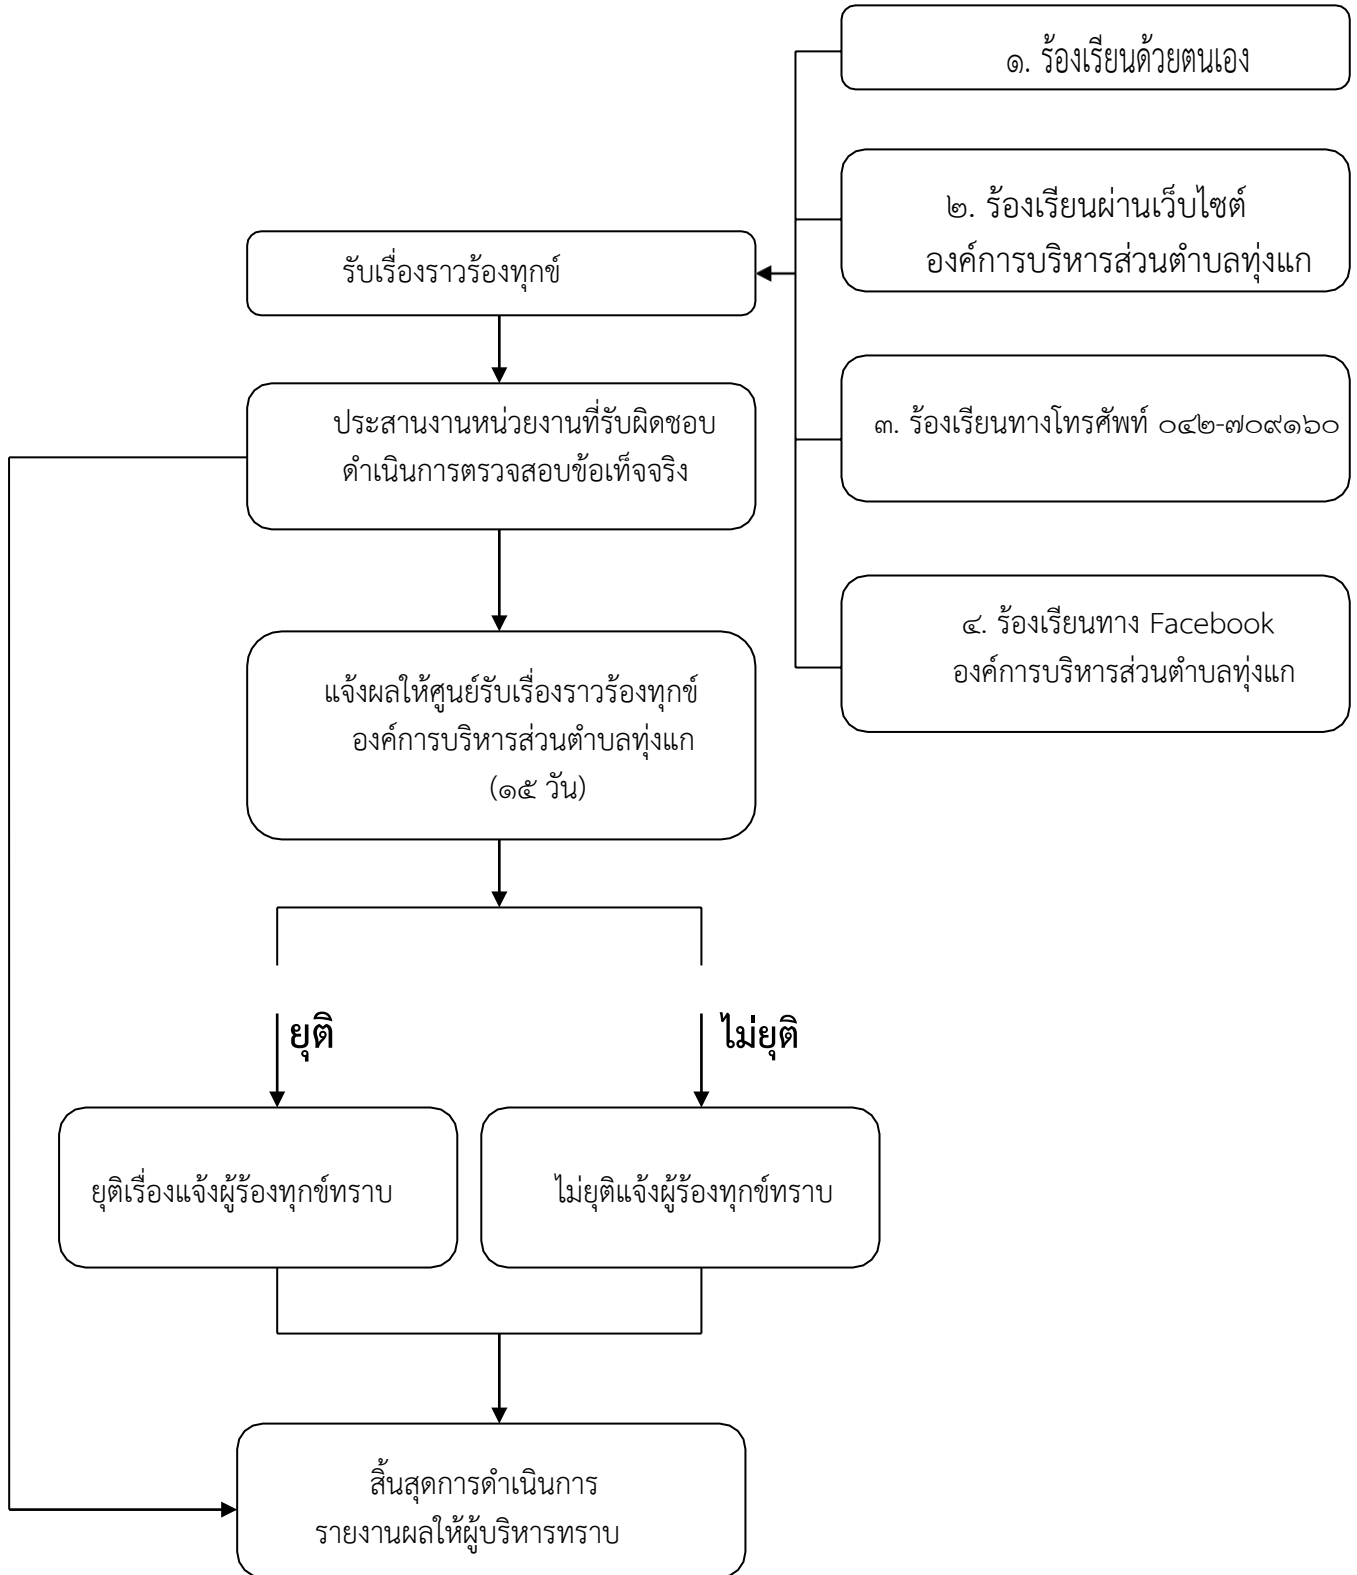 ๑. ร้องเรียนด้วยตนเอง
๒. ร้องเรียนผ่านเว็บไซต์
องค์การบริหารส่วนตำบลทุ่งแก
๓. ร้องเรียนทางโทรศัพท์ ๐๔๒-๗๐๙๑๖๐
๔. ร้องเรียนทาง Facebook
องค์การบริหารส่วนตำบลทุ่งแก
รับเรื่องราวร้องทุกข์
ประสานงานหน่วยงานที่รับผิดชอบ
ดำเนินการตรวจสอบข้อเท็จจริง
แจ้งผลให้ศูนย์รับเรื่องราวร้องทุกข์
องค์การบริหารส่วนตำบลทุ่งแก
(๑๕ วัน)
ยุติ
ไม่ยุติ
ยุติเรื่องแจ้งผู้ร้องทุกข์ทราบ
ไม่ยุติแจ้งผู้ร้องทุกข์ทราบ
สิ้นสุดการดำเนินการ
รายงานผลให้ผู้บริหารทราบ